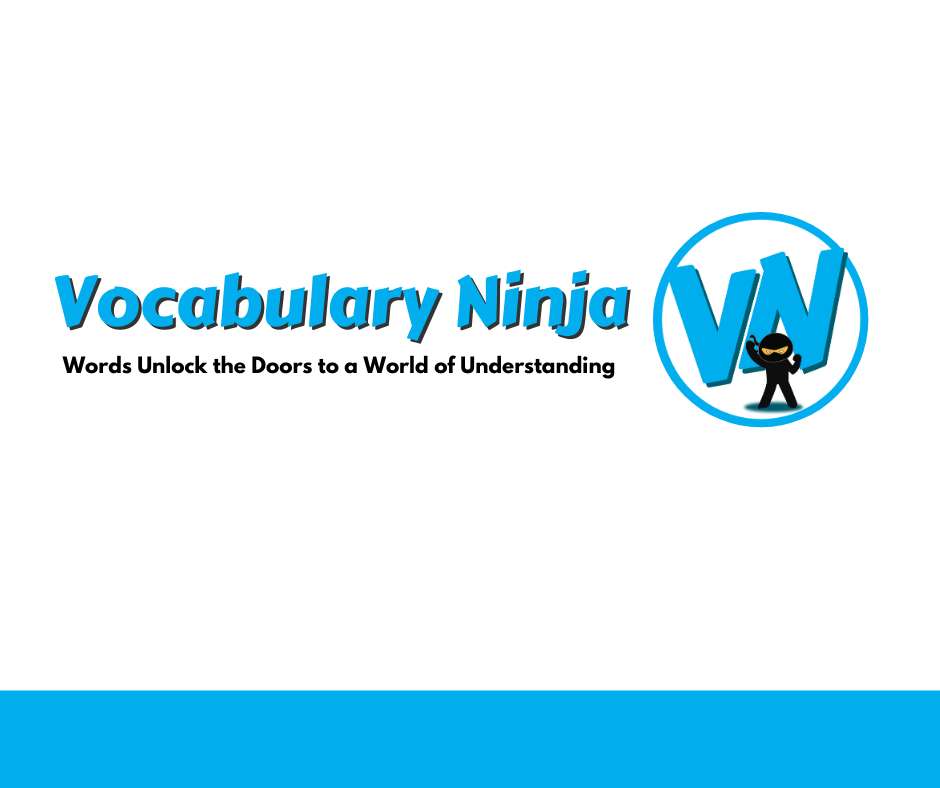 Vocabulary Ninja
Words Unlock the Doors to a World of Understanding
VN